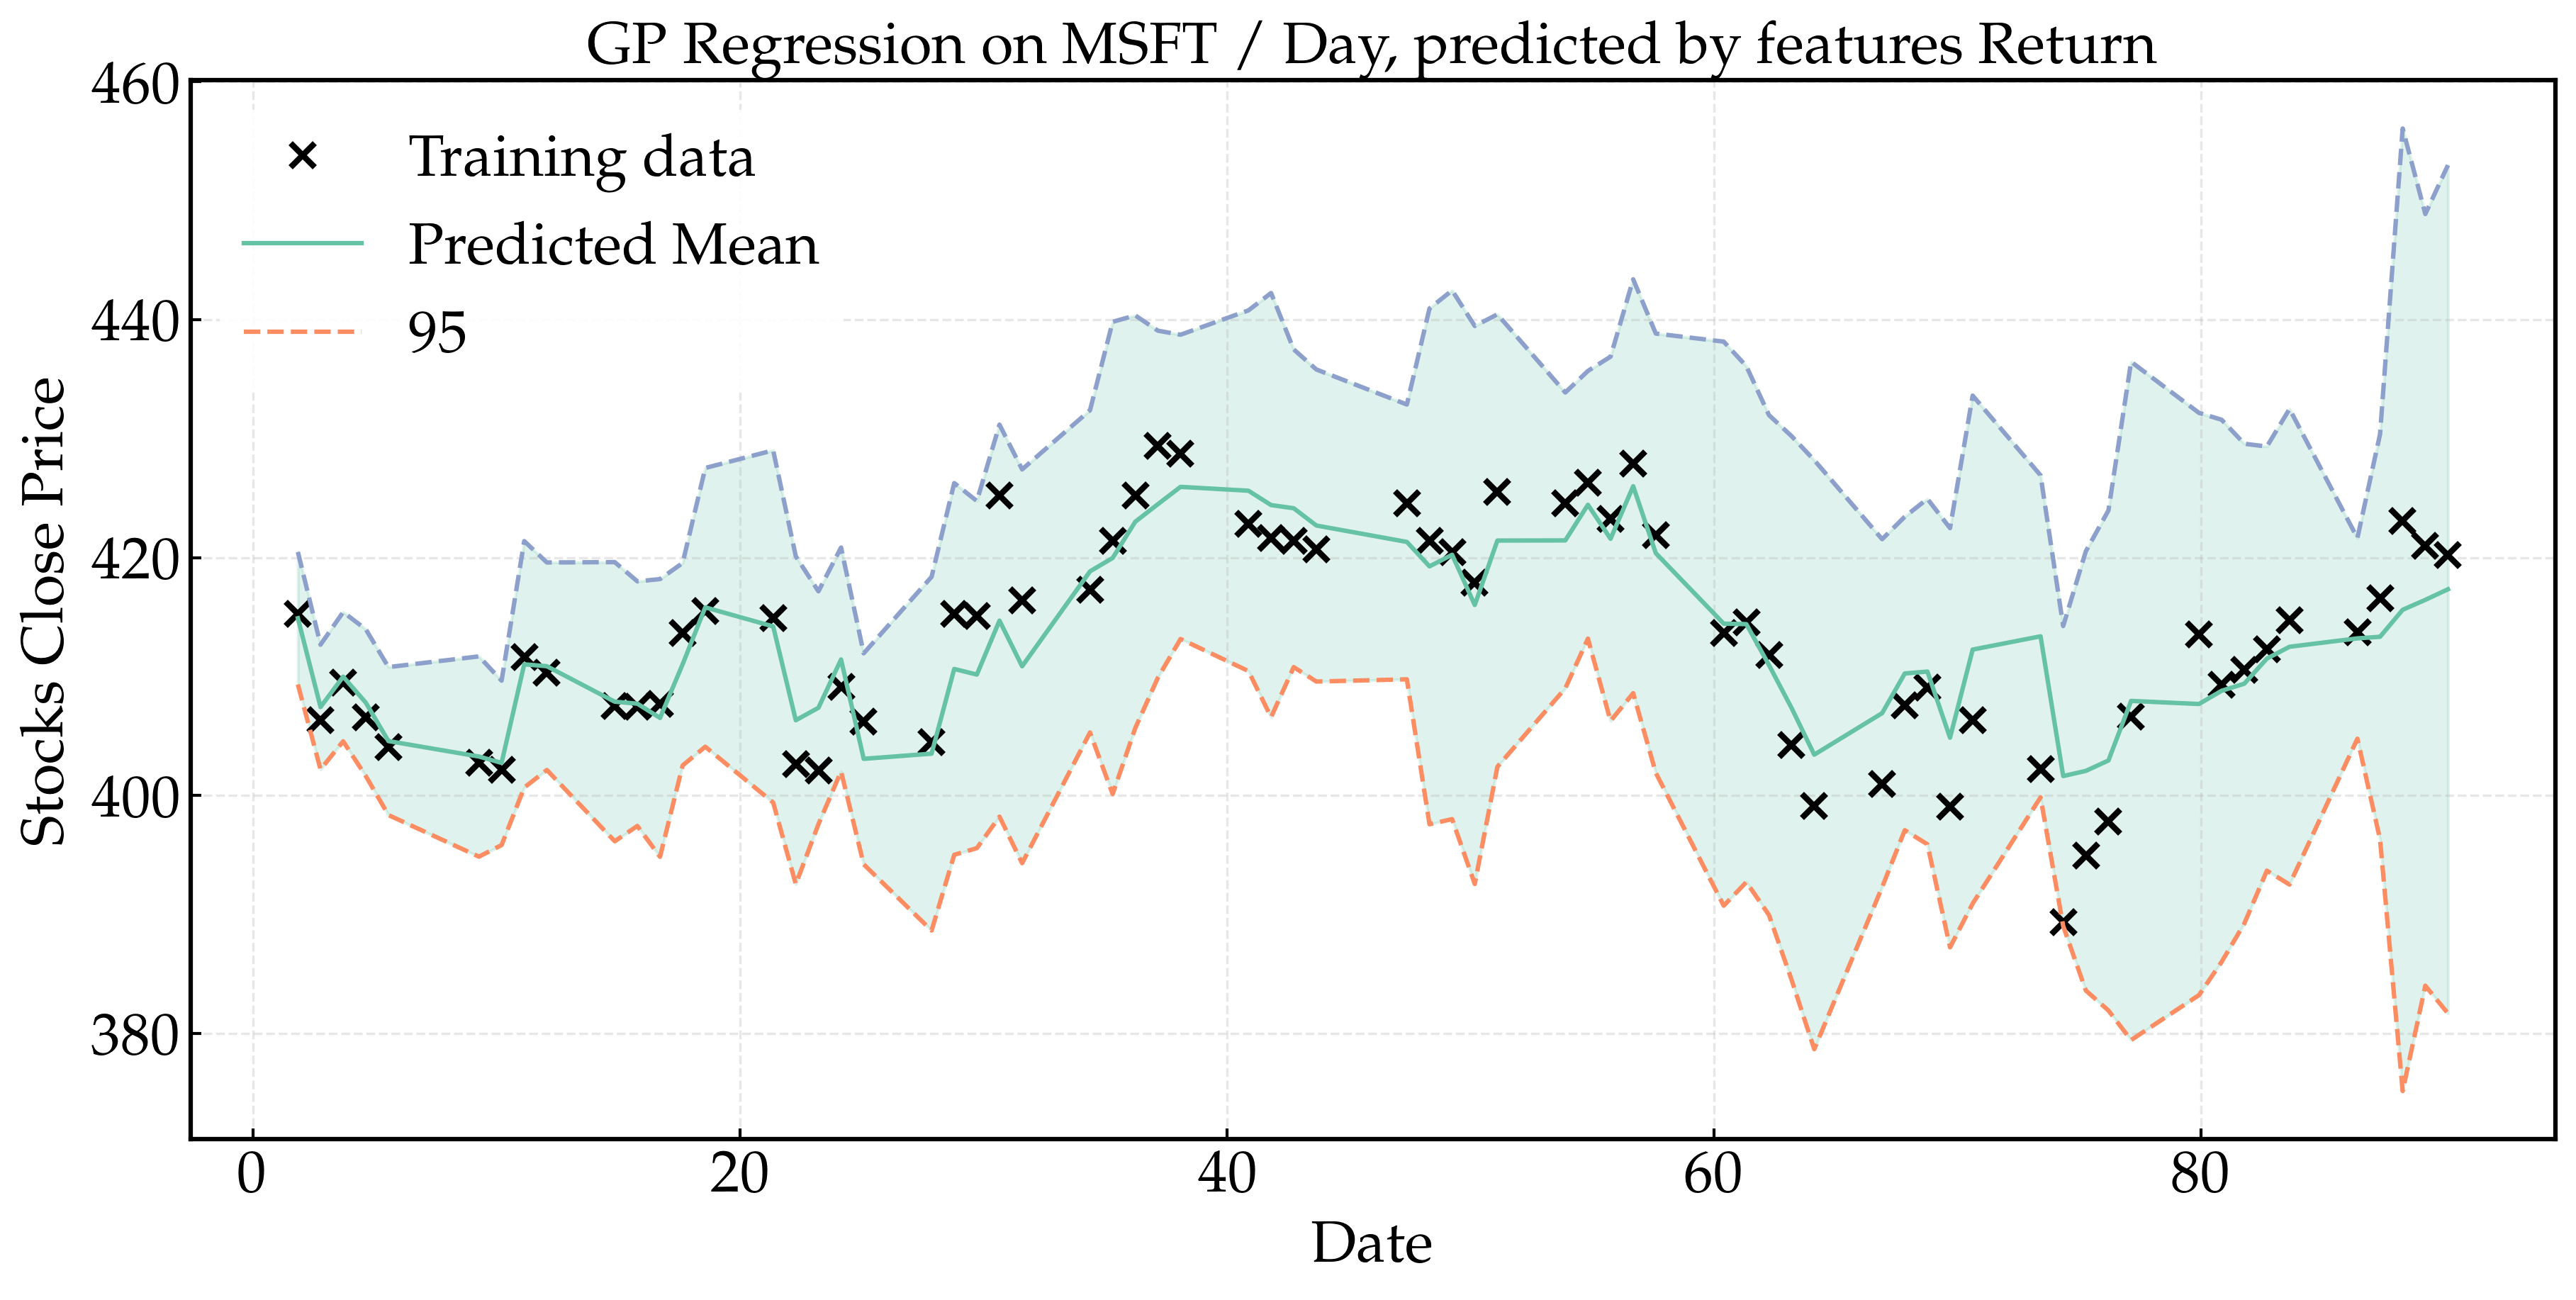 GP Regression on MSFT / Day, predicted by features Return
460
440
420
400
380
Stocks Close Price
Training data
Predicted Mean
95
0 20 40 60 80
Date